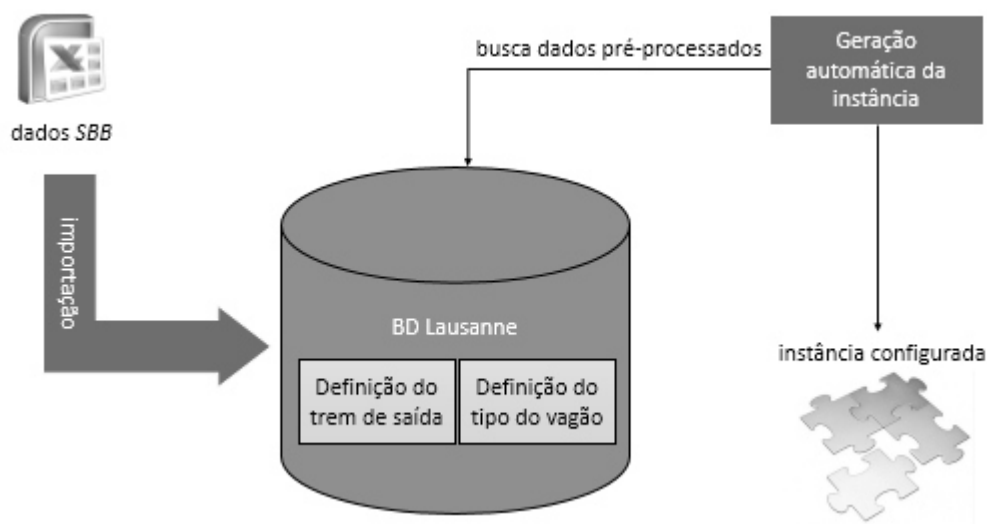 dados SBB
importação
busca dados pré-processados
Geração
automática da
instância
BD Lausanne
Definição do
trem de saída
Definição do
tipo do vagão
instância configurada